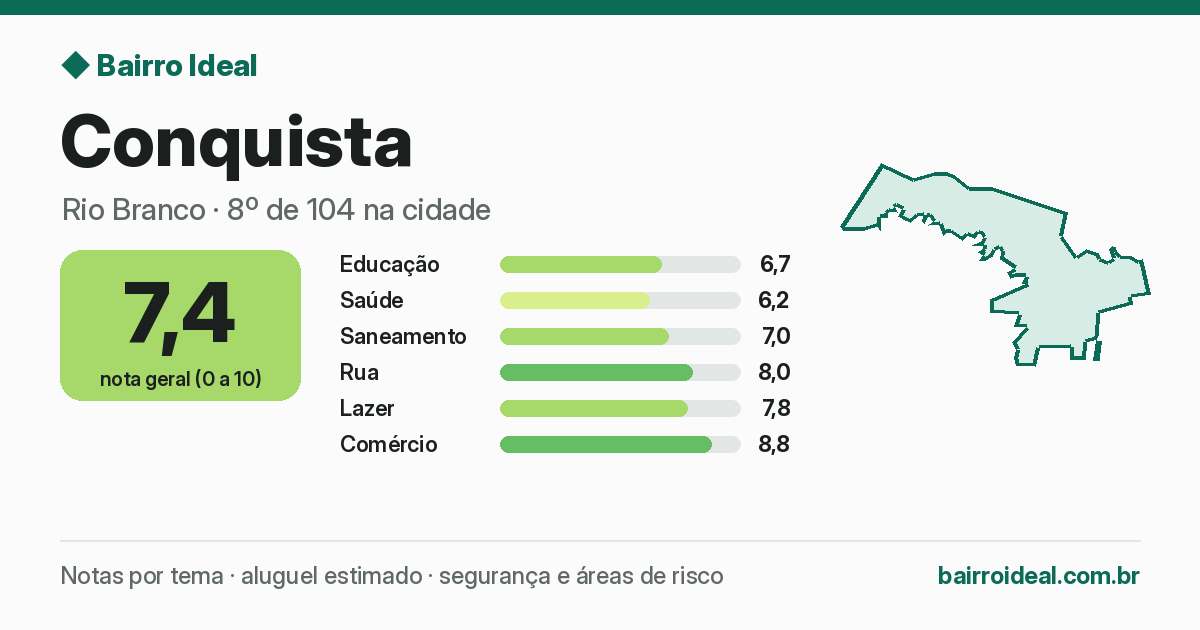 Bairro Ideal
Conquista
Rio Branco · 8º de 104 na cidade
7,4
nota geral (0 a 10)
Educação 6,7
Saúde 6,2
Saneamento 7,0
Rua 8,0
Lazer 7,8
Comércio 8,8
Notas por tema · aluguel estimado · segurança e áreas de risco
bairroideal.com.br